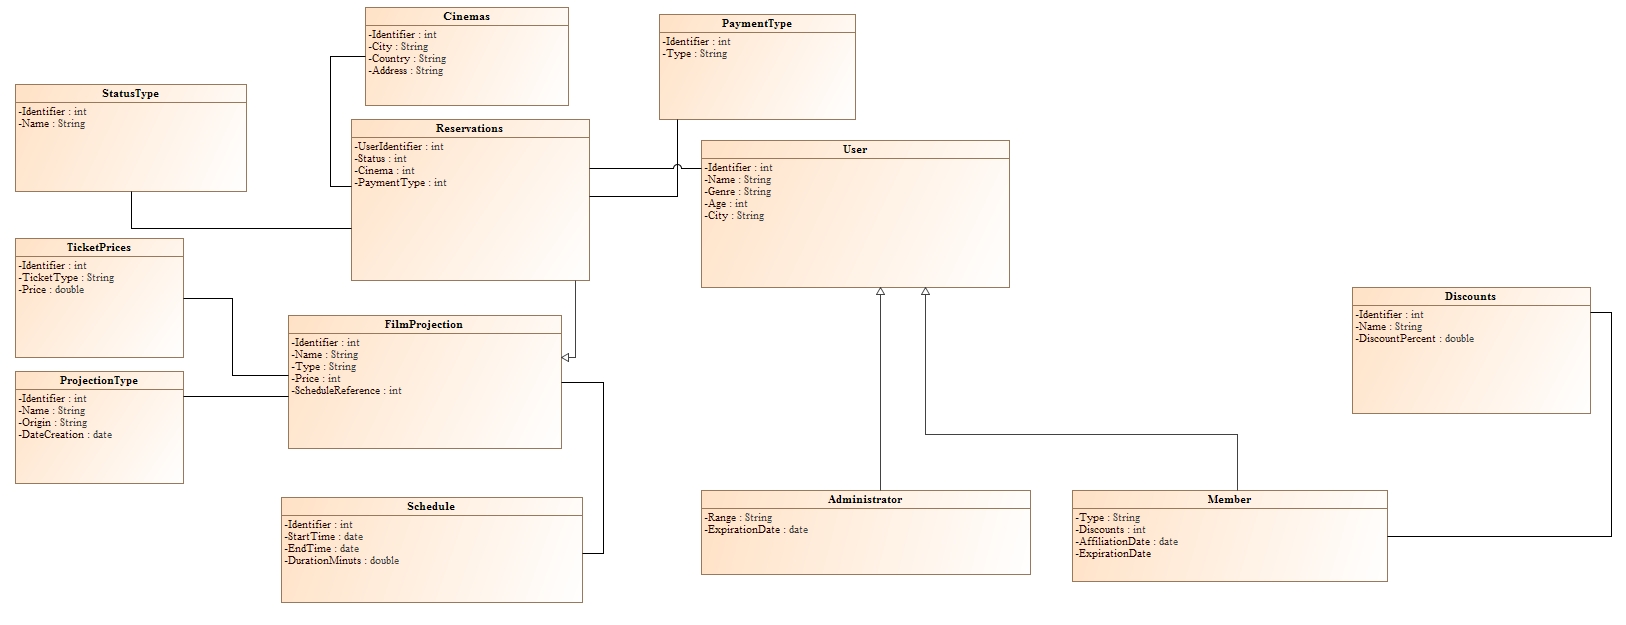 Cinemas
-Identifier : int
-City : String
-Country : String
-Address : String
PaymentType
-Identifier : int
-Type : String
StatusType
-Identifier : int
-Name : String
Reservations
-UserIdentifier : int
-Status : int
-Cinema : int
-PaymentType : int
User
-Identifier : int
-Name : String
-Genre : String
-Age : int
-City : String
TicketPrices
-Identifier : int
-TicketType : String
-Price : double
FilmProjection
-Identifier : int
-Name : String
-Type : String
-Price : int
-ScheduleReference : int
Discounts
-Identifier : int
-Name : String
-DiscountPercent : double
ProjectionType
-Identifier : int
-Name : String
-Origin : String
-DateCreation : date
Schedule
-Identifier : int
-StartTime : date
-EndTime : date
-DurationMinuts : double
Administrator
-Range : String
-ExpirationDate : date
Member
-Type : String
-Discounts : int
-AffiliationDate : date
-ExpirationDate